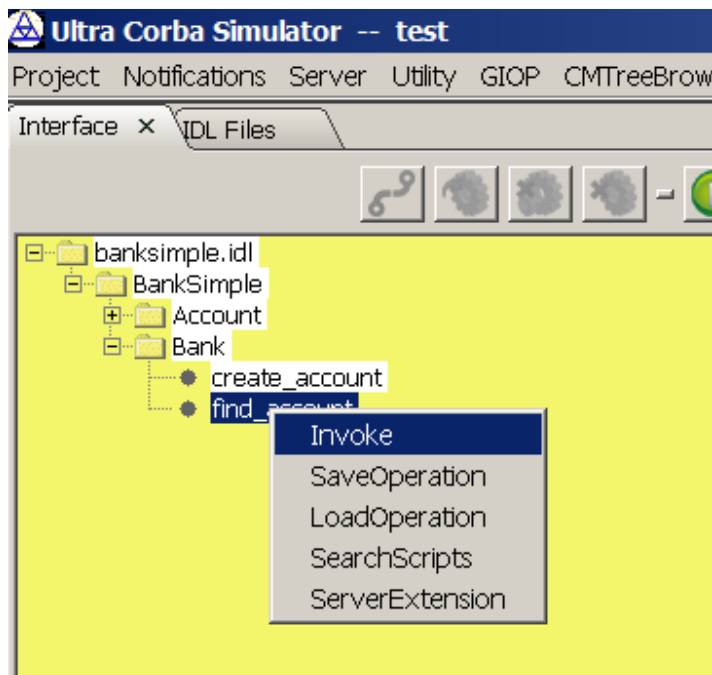 Ultra Corba Simulator -- test
Project Notifications Server Utility GIOP CMTreeBrow
Interface × IDL Files
banksimple.idl
BankSimple
Account
Bank
create_account
find_account
Invoke
SaveOperation
LoadOperation
SearchScripts
ServerExtension